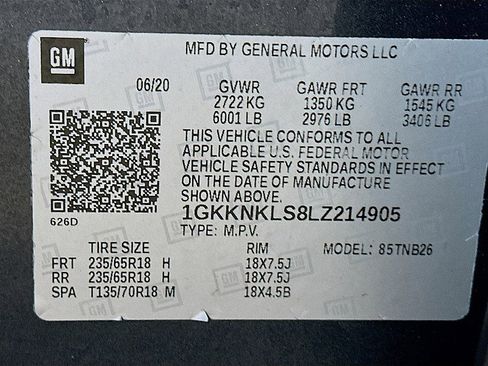 GM
MFD BY GENERAL MOTORS LLC
06/20 GVWR GAWR FRT GAWR RR
2722 KG 1350 KG 1545 KG
6001 LB 2976 LB 3406 LB
THIS VEHICLE CONFORMS TO ALL
APPLICABLE U.S. FEDERAL MOTOR
VEHICLE SAFETY STANDARDS IN EFFECT
ON THE DATE OF MANUFACTURE
SHOWN ABOVE.
1GKKNKLS8LZ214905
626D
TYPE: M.P.V.
TIRE SIZE RIM MODEL: 85TNB26
FRT 235/65R18 H 18X7.5J
RR 235/65R18 H 18X7.5J
SPA T135/70R18 M 18X4.5B